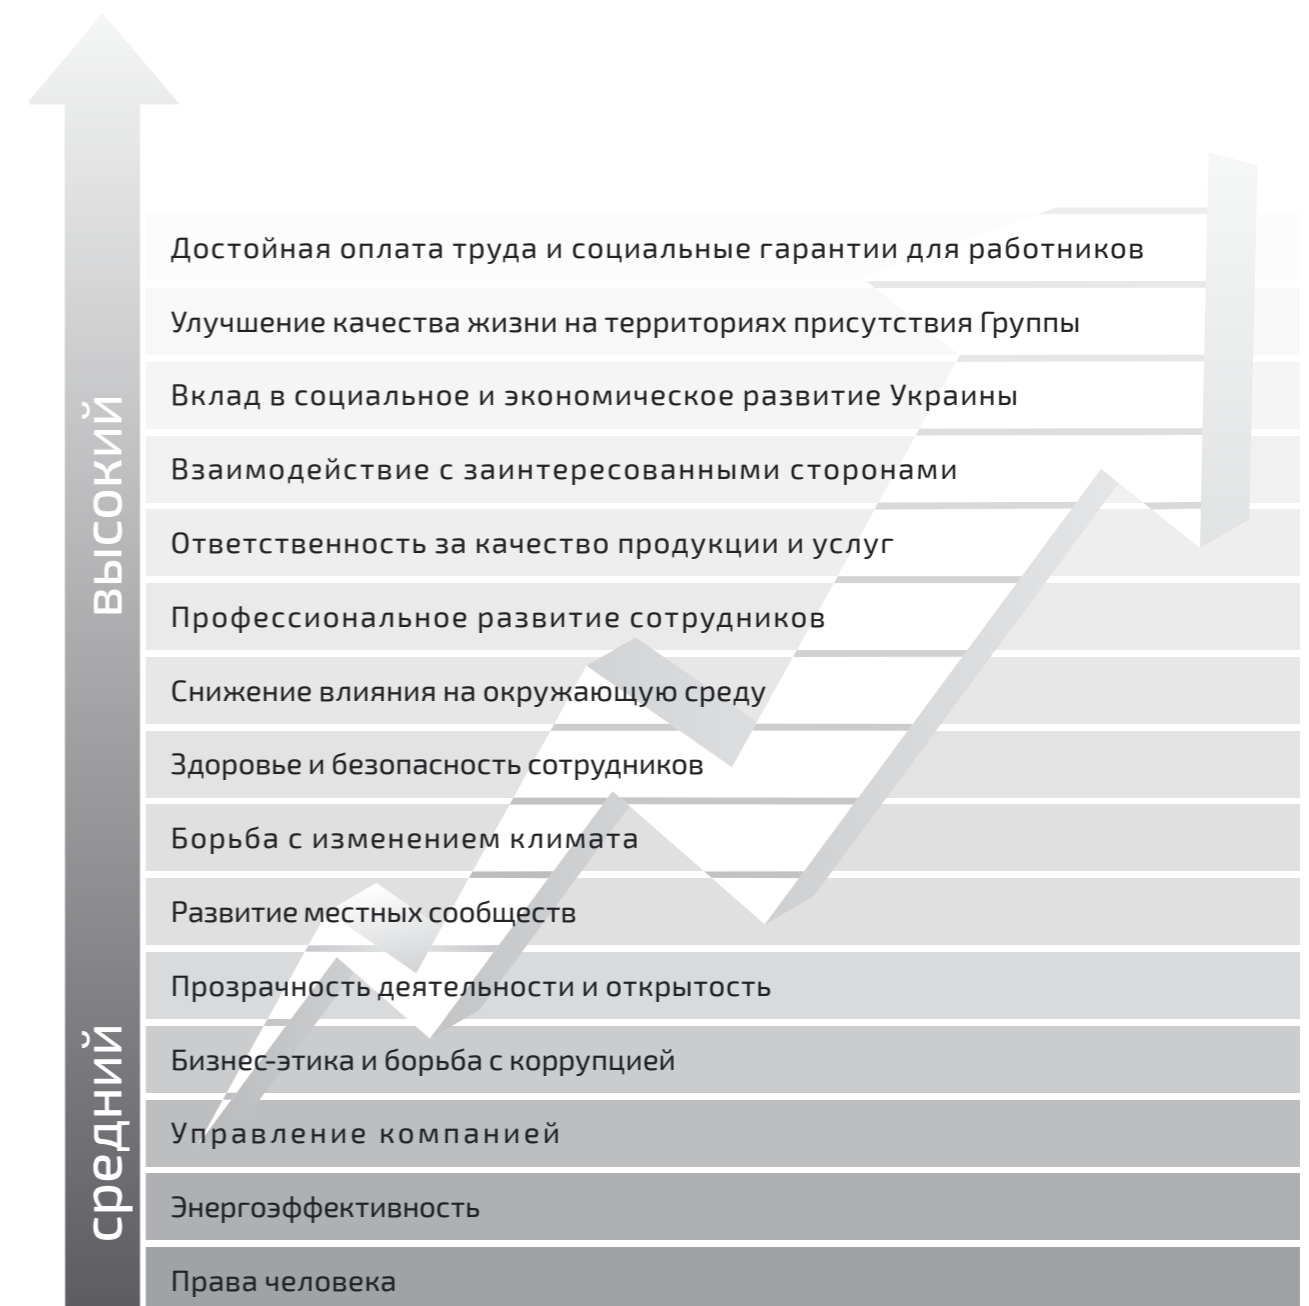 Достойная оплата труда и социальные гарантии для работников
Улучшение качества жизни на территориях присутствия Группы
Вклад в социальное и экономическое развитие Украины
Взаимодействие с заинтересованными сторонами
Ответственность за качество продукции и услуг
Профессиональное развитие сотрудников
Снижение влияния на окружающую среду
Здоровье и безопасность сотрудников
Борьба с изменением климата
Развитие местных сообществ
Прозрачность деятельности и открытость
Бизнес-этика и борьба с коррупцией
Управление компанией
Энергоэффективность
Права человека
высокий
средний